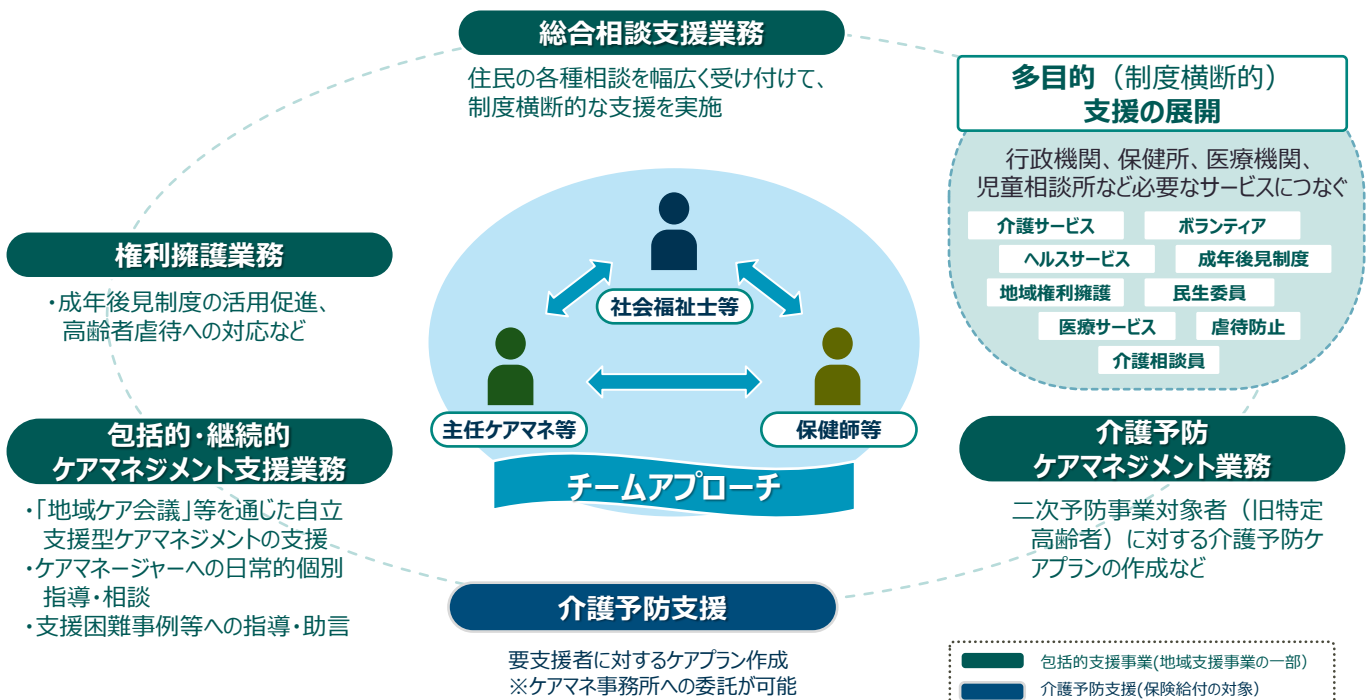 総合相談支援業務
住民の各種相談を幅広く受け付けて、
制度横断的な支援を実施
多目的（制度横断的）
支援の展開
行政機関、保健所、医療機関、
児童相談所など必要なサービスにつなぐ
介護サービス
ボランティア
ヘルスサービス
成年後見制度
地域権利擁護
民生委員
医療サービス
虐待防止
介護相談員
権利擁護業務
・成年後見制度の活用促進、
高齢者虐待への対応など
社会福祉士等
主任ケアマネ等
保健師等
チームアプローチ
包括的・継続的
ケアマネジメント支援業務
・「地域ケア会議」等を通じた自立
支援型ケアマネジメントの支援
・ケアマネージャーへの日常的個別
指導・相談
・支援困難事例等への指導・助言
介護予防
ケアマネジメント業務
二次予防事業対象者（旧特定
高齢者）に対する介護予防ケ
アプランの作成など
介護予防支援
要支援者に対するケアプラン作成
※ケアマネ事務所への委託が可能
包括的支援事業(地域支援事業の一部)
介護予防支援(保険給付の対象)